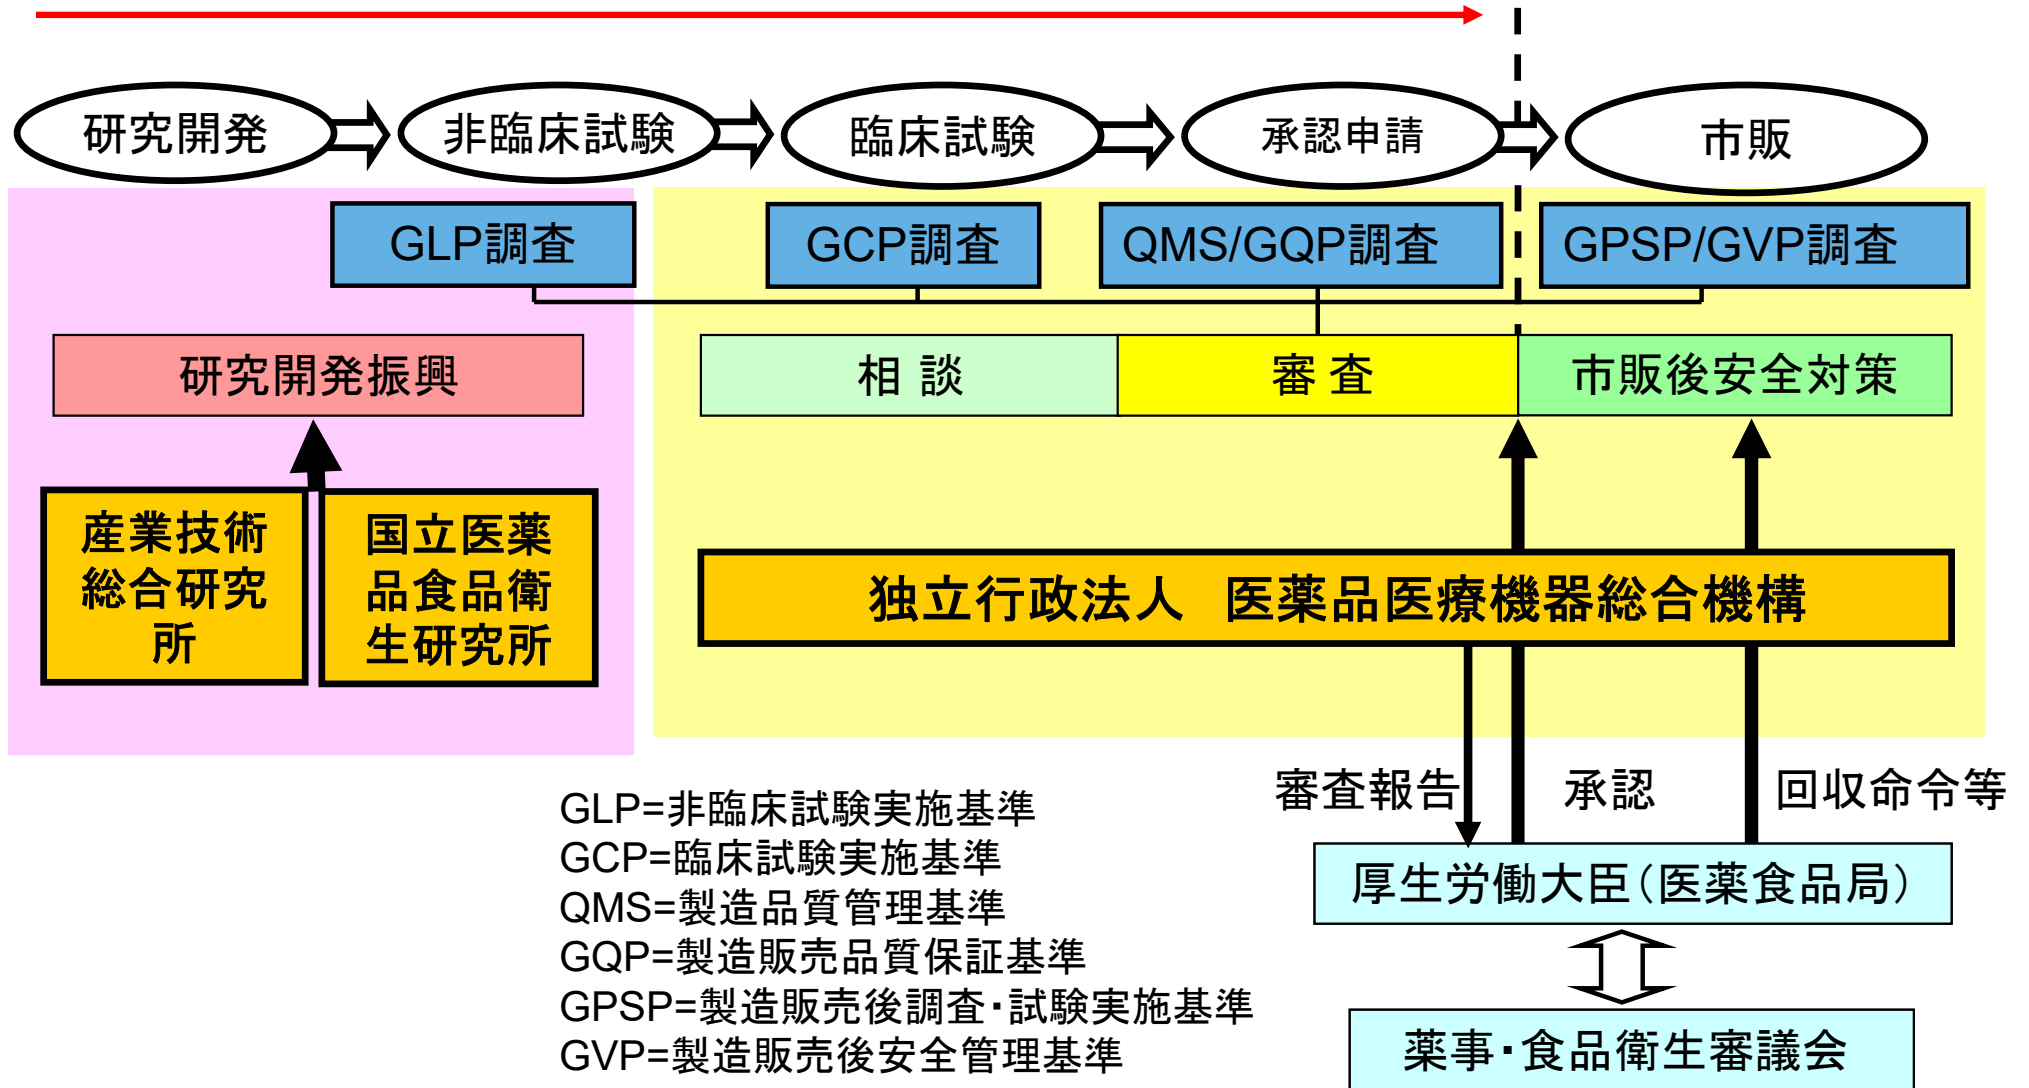 研究開発
非臨床試験
臨床試験
承認申請
市販
GLP調査
GCP調査
QMS/GQP調査
GPSP/GVP調査
研究開発振興
相 談
審 査
市販後安全対策
産業技術
総合研究
所
国立医薬
品食品衛
生研究所
独立行政法人　医薬品医療機器総合機構
審査報告
承認
回収命令等
GLP=非臨床試験実施基準
GCP=臨床試験実施基準
QMS=製造品質管理基準
GQP=製造販売品質保証基準
GPSP=製造販売後調査・試験実施基準
GVP=製造販売後安全管理基準
厚生労働大臣（医薬食品局）
薬事・食品衛生審議会